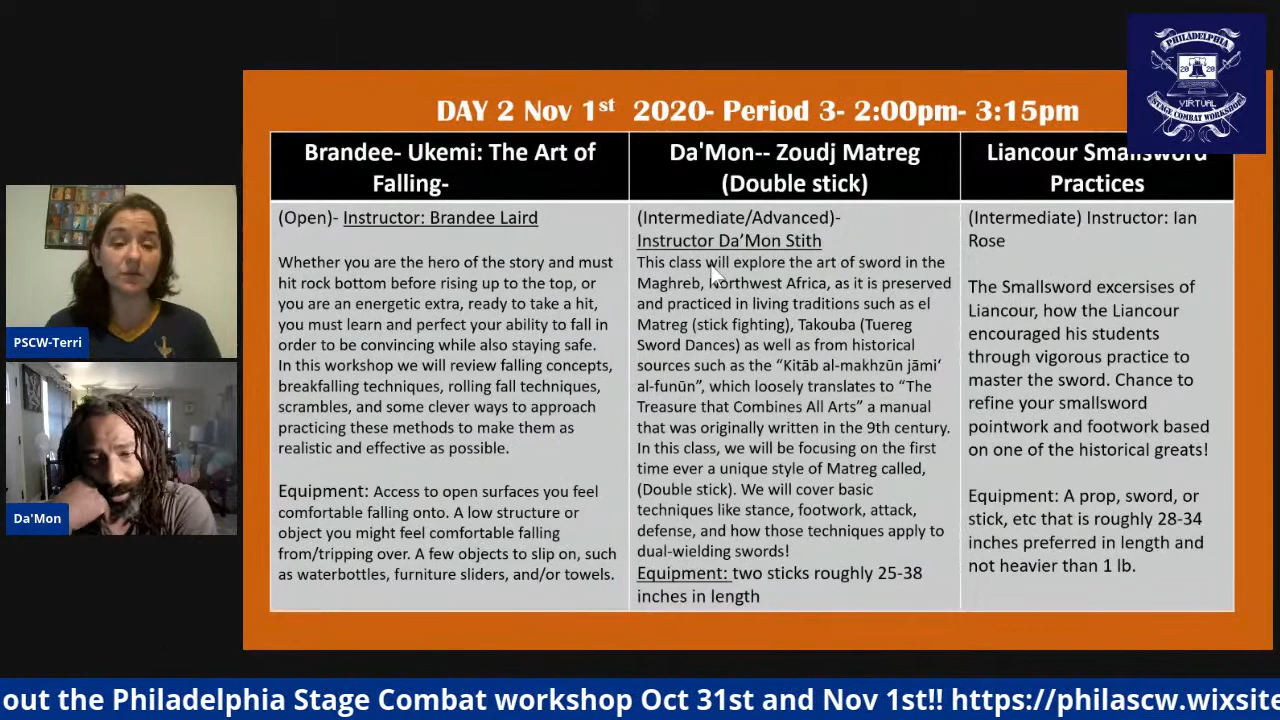 PHILADELPHIA
20 20
VIRTUAL
STAGE COMBAT WORKSHOP
DAY 2 Nov 1st 2020- Period 3- 2:00pm- 3:15pm
Brandee- Ukemi: The Art of
Falling-
(Open)- Instructor: Brandee Laird
Whether you are the hero of the story and must
hit rock bottom before rising up to the top, or
you are an energetic extra, ready to take a hit,
you must learn and perfect your ability to fall in
order to be convincing while also staying safe.
In this workshop we will review falling concepts,
breakfalling techniques, rolling fall techniques,
scrambles, and some clever ways to approach
practicing these methods to make them as
realistic and effective as possible.
Equipment: Access to open surfaces you feel
comfortable falling onto. A low structure or
object you might feel comfortable falling
from/tripping over. A few objects to slip on, such
as waterbottles, furniture sliders, and/or towels.
Da'Mon-- Zoudj Matreg
(Double stick)
(Intermediate/Advanced)-
Instructor Da’Mon Stith
This class will explore the art of sword in the
Maghreb, Northwest Africa, as it is preserved
and practiced in living traditions such as el
Matreg (stick fighting), Takouba (Tuereg
Sword Dances) as well as from historical
sources such as the “Kitāb al-makhzūn jāmi‘
al-funūn”, which loosely translates to “The
Treasure that Combines All Arts” a manual
that was originally written in the 9th century.
In this class, we will be focusing on the first
time ever a unique style of Matreg called,
(Double stick). We will cover basic
techniques like stance, footwork, attack,
defense, and how those techniques apply to
dual-wielding swords!
Equipment: two sticks roughly 25-38
inches in length
Liancour Smallsword
Practices
(Intermediate) Instructor: Ian
Rose
The Smallsword excersises of
Liancour, how the Liancour
encouraged his students
through vigorous practice to
master the sword. Chance to
refine your smallsword
pointwork and footwork based
on one of the historical greats!
Equipment: A prop, sword, or
stick, etc that is roughly 28-34
inches preferred in length and
not heavier than 1 lb.
PSCW-Terri
Da'Mon
out the Philadelphia Stage Combat workshop Oct 31st and Nov 1st!! https://philascw.wixsite